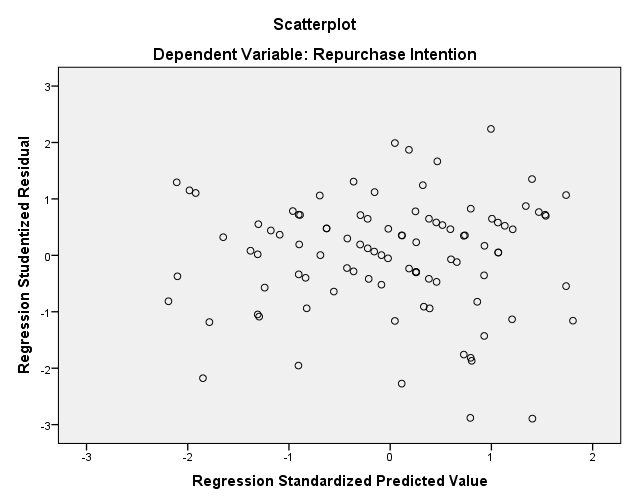 Scatterplot
Dependent Variable: Repurchase Intention
Regression Studentized Residual
3
2
1
0
-1
-2
-3
-3 -2 -1 0 1 2
Regression Standardized Predicted Value